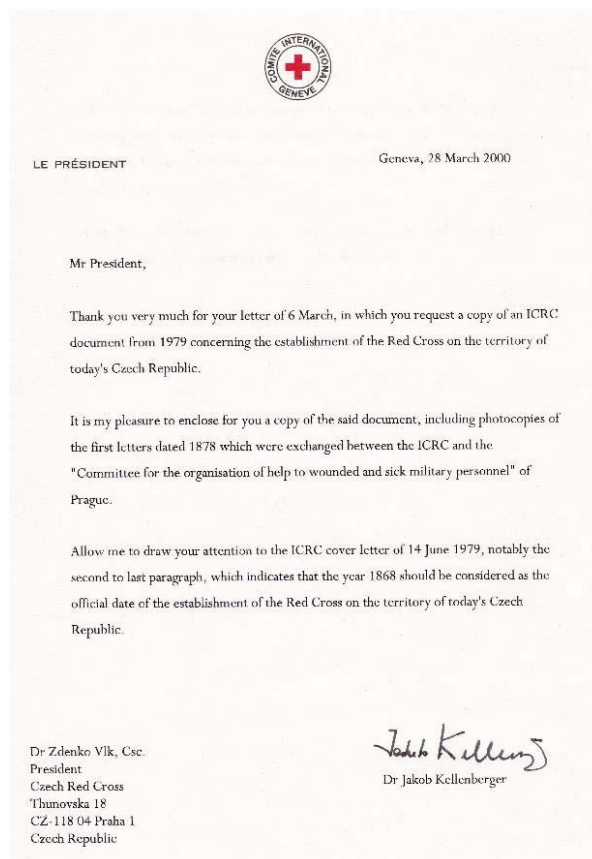 COMITÉ INTERNATIONAL
GENÈVE
LE PRÉSIDENT
Geneva, 28 March 2000
Mr President,
Thank you very much for your letter of 6 March, in which you request a copy of an ICRC
document from 1979 concerning the establishment of the Red Cross on the territory of
today's Czech Republic.
It is my pleasure to enclose for you a copy of the said document, including photocopies of
the first letters dated 1878 which were exchanged between the ICRC and the
"Committee for the organisation of help to wounded and sick military personnel" of
Prague.
Allow me to draw your attention to the ICRC cover letter of 14 June 1979, notably the
second to last paragraph, which indicates that the year 1868 should be considered as the
official date of the establishment of the Red Cross on the territory of today's Czech
Republic.
Jakob Kellenberger
Dr Jakob Kellenberger
Dr Zdenko Vlk, Csc.
President
Czech Red Cross
Thunovska 18
CZ-118 04 Praha 1
Czech Republic